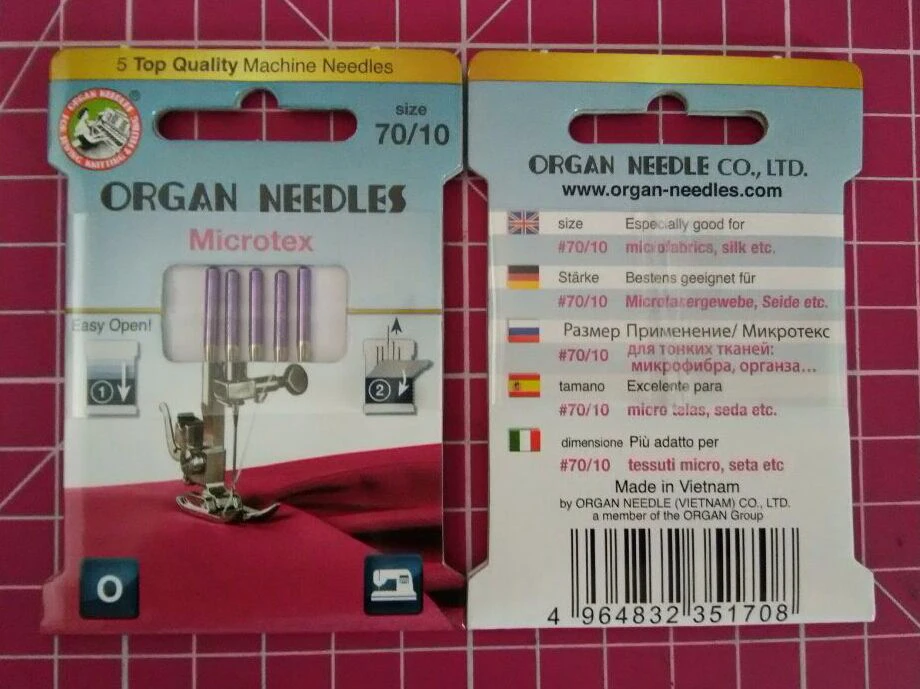 5 Top Quality Machine Needles
size
70/10
ORGAN NEEDLES
Microtex
Easy Open!
1
2
O
ORGAN NEEDLE CO., LTD.
www.organ-needles.com
size Especially good for
#70/10 microfabrics, silk etc.
Stärke Bestens geeignet für
#70/10 Microfasergewebe, Seide etc.
Размер Применение/ Микротекс
#70/10 для тонких тканей:
микрофибра, органза...
tamano Excelente para
#70/10 micro telas, seda etc.
dimensione Più adatto per
#70/10 tessuti micro, seta etc
Made in Vietnam
by ORGAN NEEDLE (VIETNAM) CO., LTD.
a member of the ORGAN Group
4 964832 351708